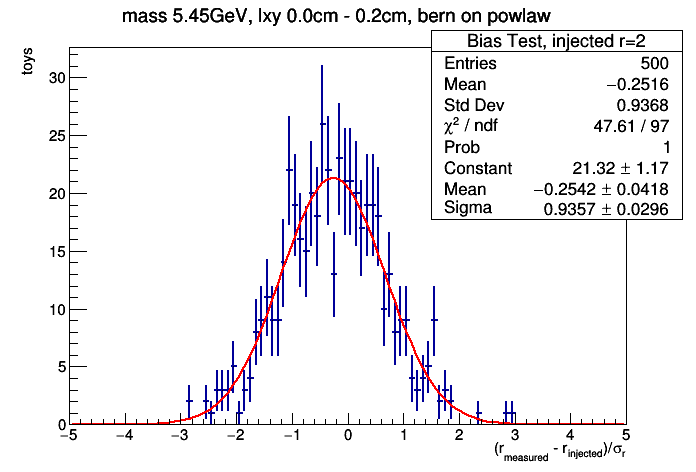 mass 5.45GeV, lxy 0.0cm - 0.2cm, bern on powlaw
toys
Bias Test, injected r=2
Entries 500
Mean −0.2516
Std Dev 0.9368
χ² / ndf 47.61 / 97
Prob 1
Constant 21.32 ± 1.17
Mean −0.2542 ± 0.0418
Sigma 0.9357 ± 0.0296
30
25
20
15
10
5
0
−5 −4 −3 −2 −1 0 1 2 3 4 5
(r_measured - r_injected)/σ_r